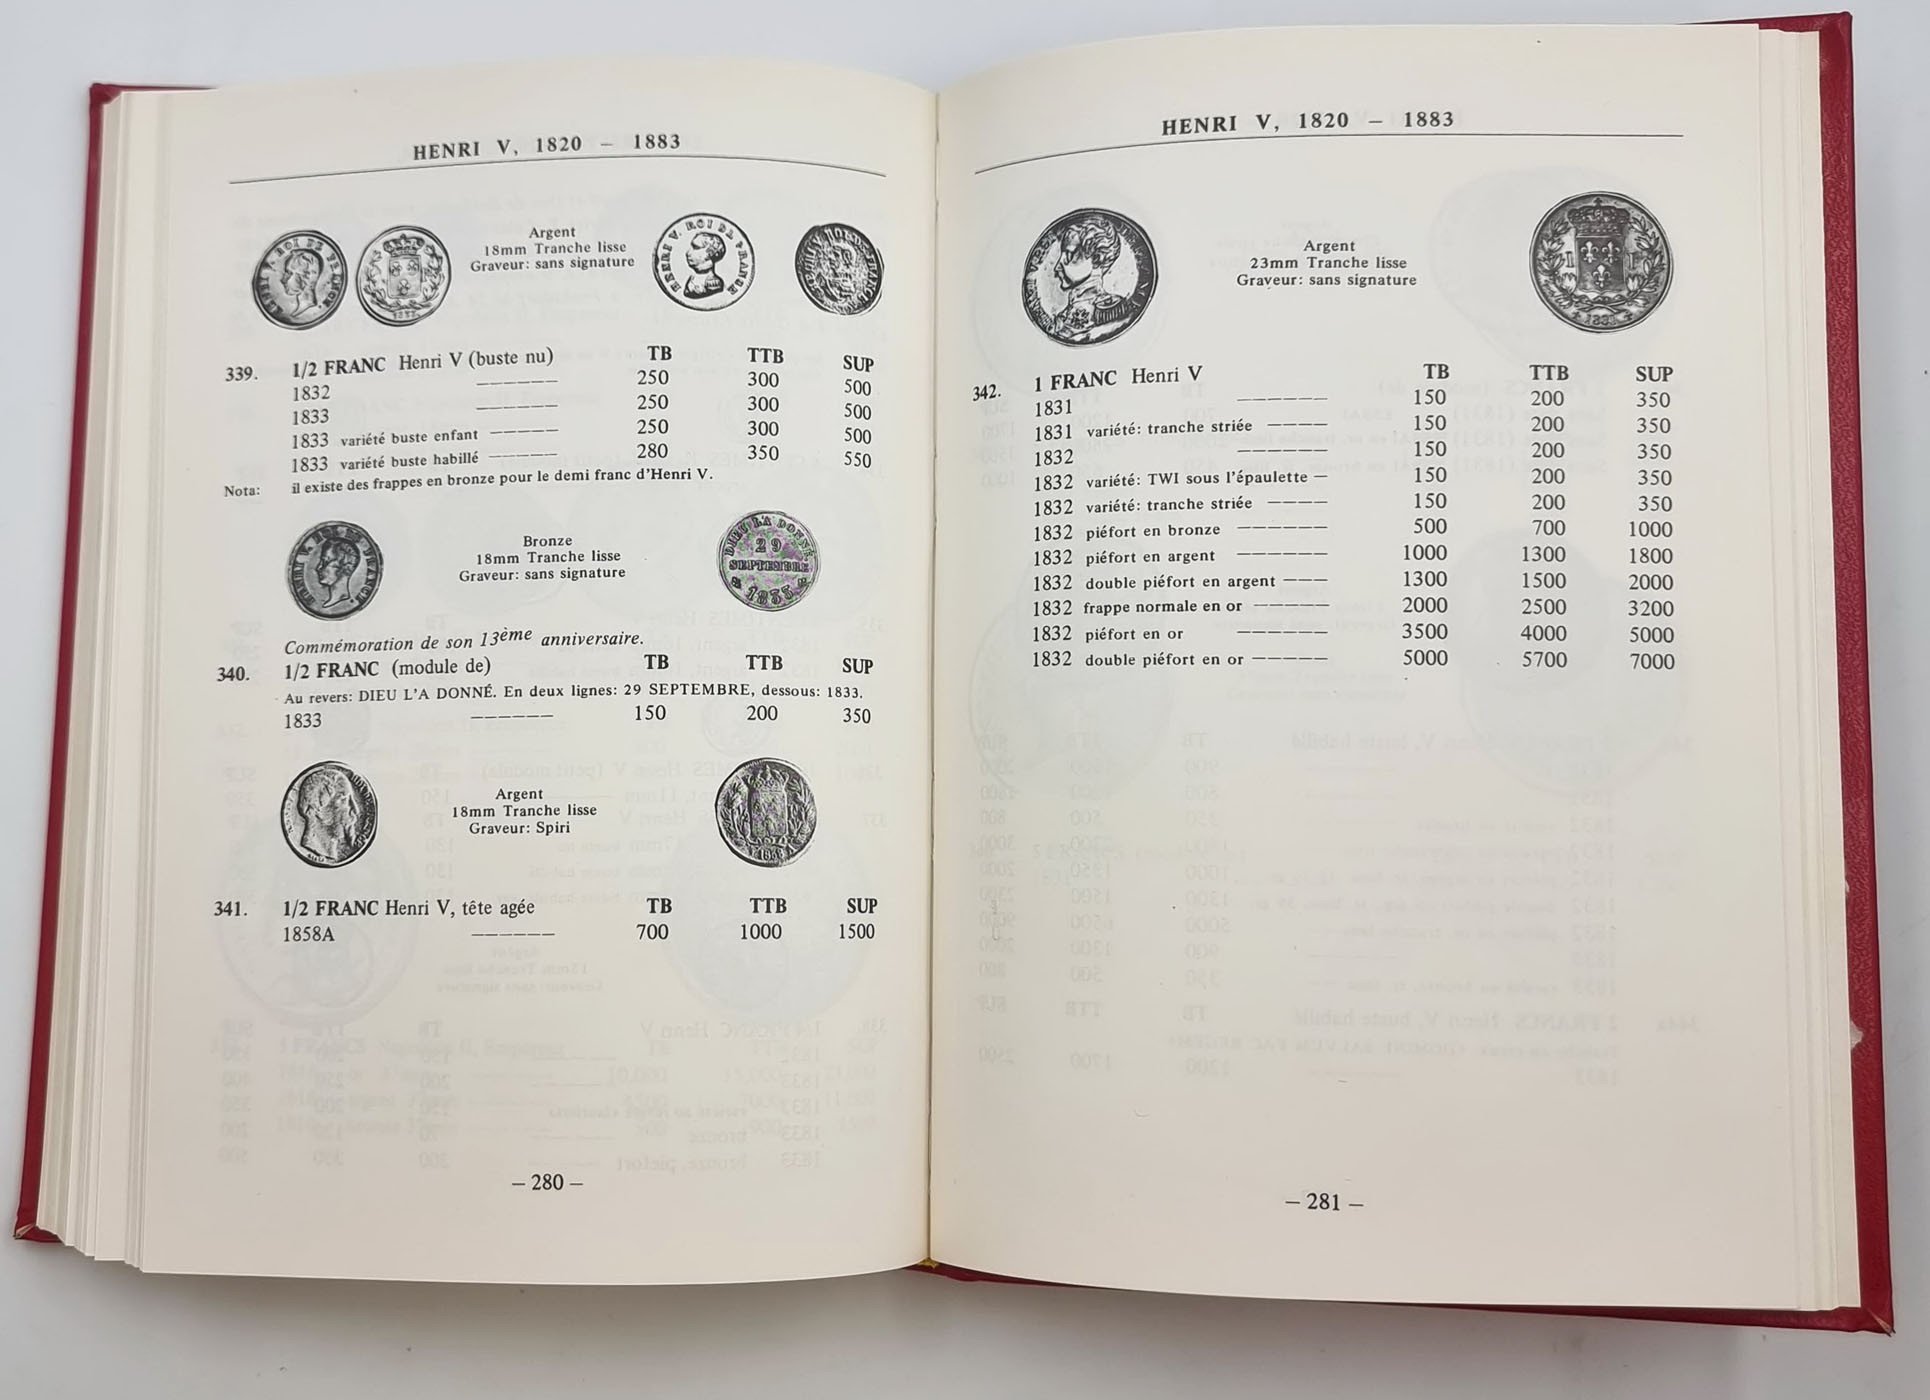 HENRI V, 1820 – 1883
Argent
18mm Tranche lisse
Graveur: sans signature
339. 1/2 FRANC Henri V (buste nu) TB TTB SUP
1832 —————— 250 300 500
1833 —————— 250 300 500
1833 variété buste enfant ————— 250 300 500
1833 variété buste habillé ————— 280 350 550
Nota: il existe des frappes en bronze pour le demi franc d'Henri V.
Bronze
18mm Tranche lisse
Graveur: sans signature
DIEU L'A DONNÉ
29
SEPTEMBRE
1833
Commémoration de son 13ème anniversaire.
340. 1/2 FRANC (module de) TB TTB SUP
Au revers: DIEU L'A DONNÉ. En deux lignes: 29 SEPTEMBRE, dessous: 1833.
1833 —————— 150 200 350
Argent
18mm Tranche lisse
Graveur: Spiri
341. 1/2 FRANC Henri V, tête agée TB TTB SUP
1858A —————— 700 1000 1500
– 280 –
HENRI V, 1820 – 1883
Argent
23mm Tranche lisse
Graveur: sans signature
342. 1 FRANC Henri V TB TTB SUP
1831 —————— 150 200 350
1831 variété: tranche striée ———— 150 200 350
1832 —————— 150 200 350
1832 variété: TWI sous l'épaulette — 150 200 350
1832 variété: tranche striée ———— 150 200 350
1832 piéfort en bronze —————— 500 700 1000
1832 piéfort en argent —————— 1000 1300 1800
1832 double piéfort en argent ——— 1300 1500 2000
1832 frappe normale en or ————— 2000 2500 3200
1832 piéfort en or —————— 3500 4000 5000
1832 double piéfort en or ————— 5000 5700 7000
– 281 –